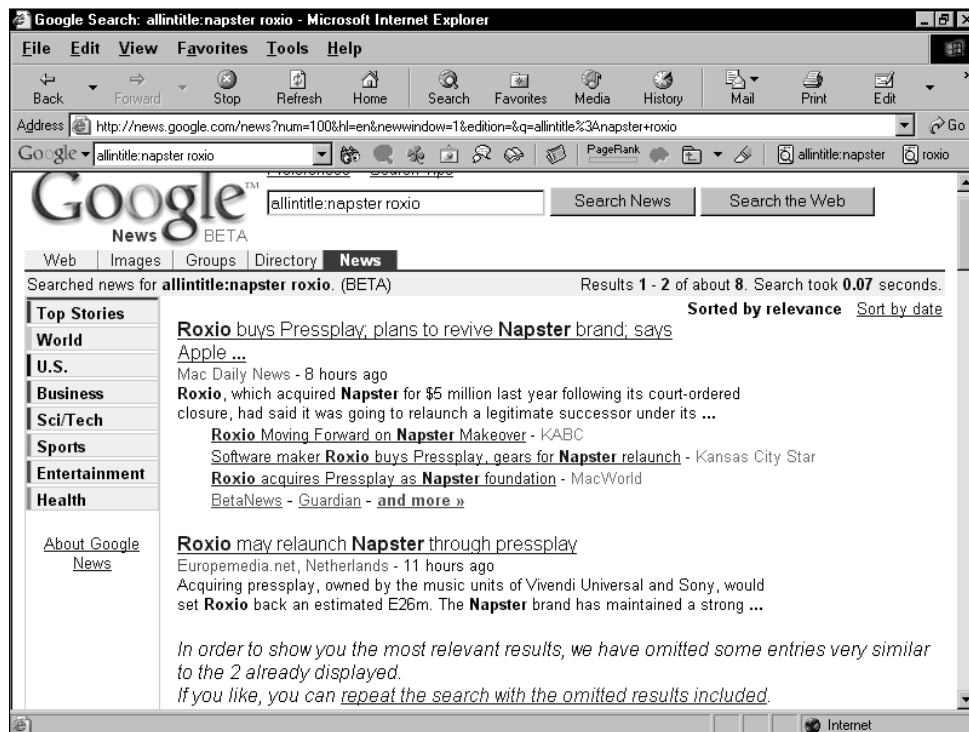 Google Search: allintitle:napster roxio - Microsoft Internet Explorer
File Edit View Favorites Tools Help
Back Forward Stop Refresh Home Search Favorites Media History Mail Print Edit
Address http://news.google.com/news?num=100&hl=en&newwindow=1&edition=&q=allintitle%3Anapster+roxio Go
Google allintitle:napster roxio PageRank allintitle:napster roxio
Preferences Search Tips
Google™ allintitle:napster roxio Search News Search the Web
News BETA
Web Images Groups Directory News
Searched news for allintitle:napster roxio. (BETA) Results 1 - 2 of about 8. Search took 0.07 seconds.
Sorted by relevance Sort by date
Top Stories
World
U.S.
Business
Sci/Tech
Sports
Entertainment
Health
About Google
News
Roxio buys Pressplay; plans to revive Napster brand; says
Apple ...
Mac Daily News - 8 hours ago
Roxio, which acquired Napster for $5 million last year following its court-ordered
closure, had said it was going to relaunch a legitimate successor under its ...
Roxio Moving Forward on Napster Makeover - KABC
Software maker Roxio buys Pressplay, gears for Napster relaunch - Kansas City Star
Roxio acquires Pressplay as Napster foundation - MacWorld
BetaNews - Guardian - and more »
Roxio may relaunch Napster through pressplay
Europemedia.net, Netherlands - 11 hours ago
Acquiring pressplay, owned by the music units of Vivendi Universal and Sony, would
set Roxio back an estimated E26m. The Napster brand has maintained a strong ...
In order to show you the most relevant results, we have omitted some entries very similar
to the 2 already displayed.
If you like, you can repeat the search with the omitted results included.
Internet